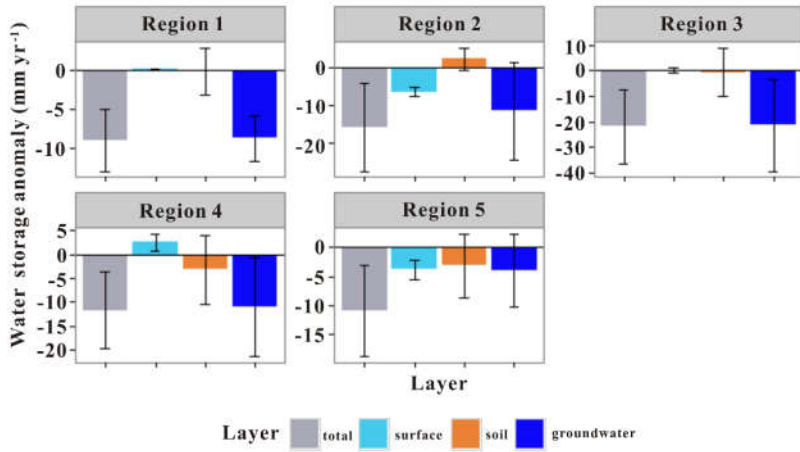 Water storage anomaly (mm yr⁻¹)
Region 1
0
-5
-10
Region 2
0
-10
-20
Region 3
10
0
-10
-20
-30
-40
Region 4
5
0
-5
-10
-15
-20
Region 5
0
-5
-10
-15
Layer
Layer total surface soil groundwater